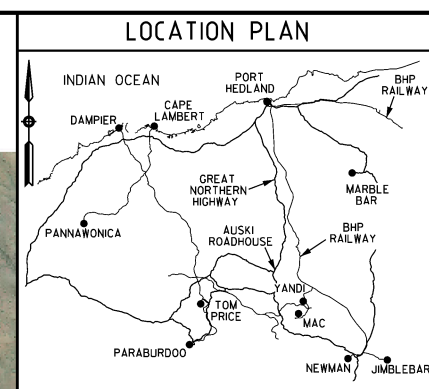 LOCATION PLAN
INDIAN OCEAN
PORT
HEDLAND
BHP
RAILWAY
CAPE
LAMBERT
DAMPIER
GREAT
NORTHERN
HIGHWAY
MARBLE
BAR
PANNAWONICA
AUSKI
ROADHOUSE
BHP
RAILWAY
YANDI
TOM
PRICE
MAC
PARABURDOO
NEWMAN
JIMBLEBAR